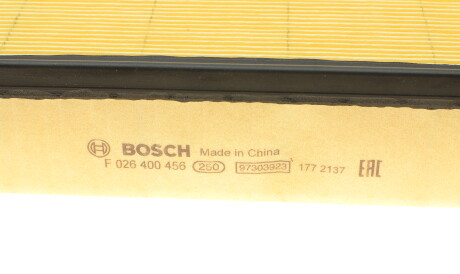 BOSCH Made in China
F 026 400 456 250 97303923 177 2137 EAC